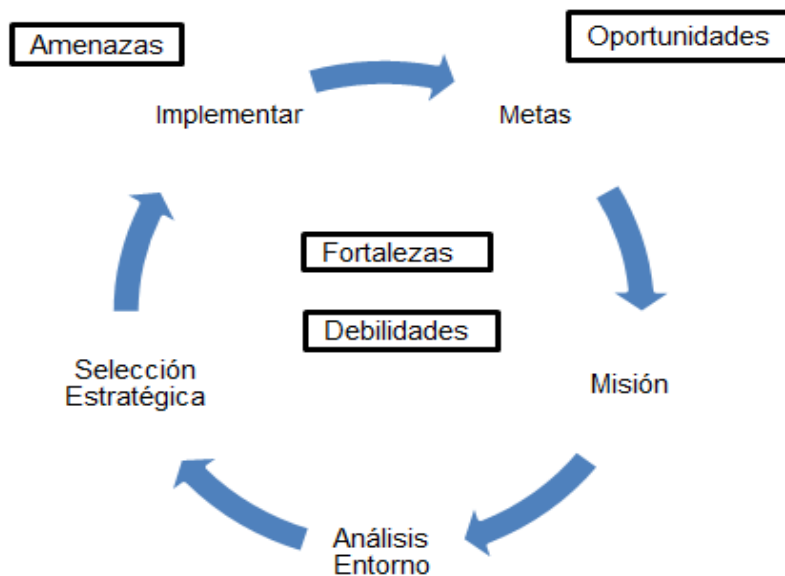 Amenazas
Oportunidades
Implementar
Metas
Fortalezas
Debilidades
Selección
Estratégica
Misión
Análisis
Entorno